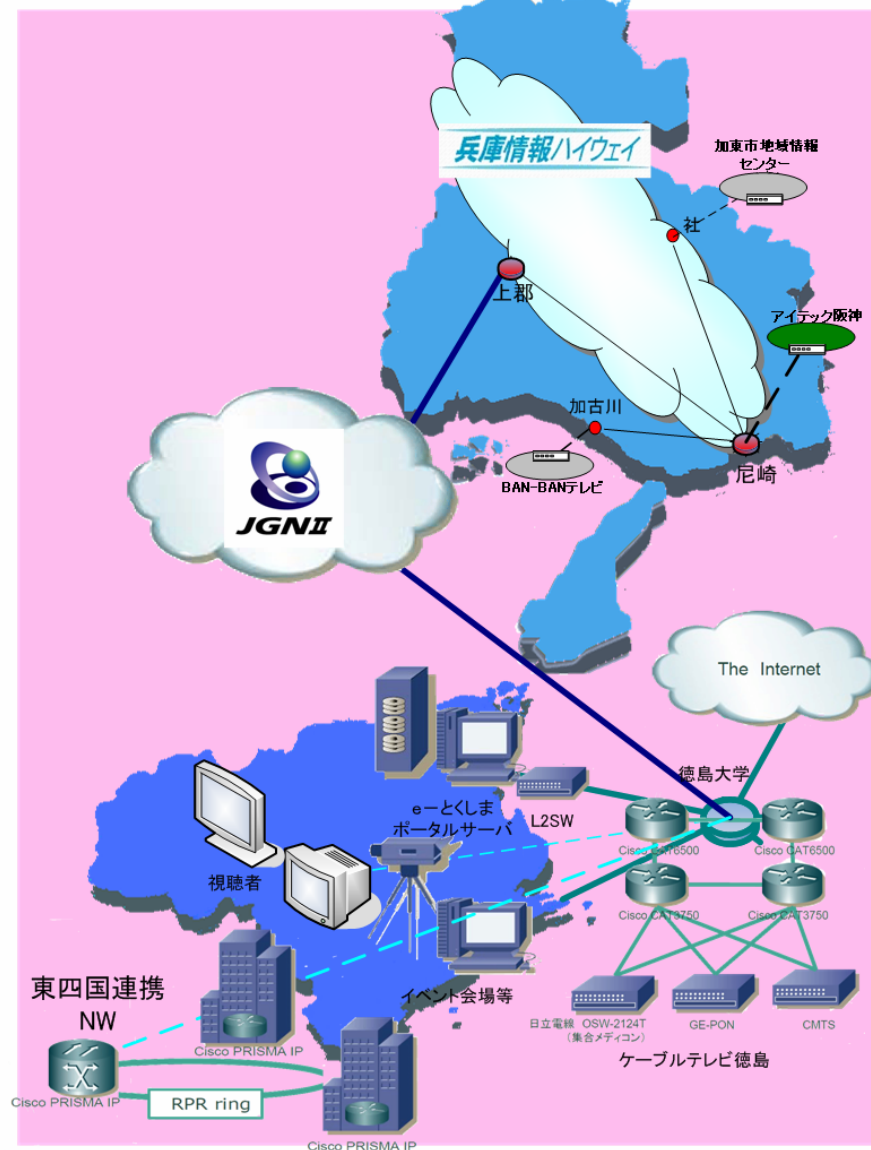 兵庫情報ハイウェイ
加東市地域情報
センター
社
上郡
アイテック阪神
加古川
尼崎
BAN-BANテレビ
JGNⅡ
The Internet
徳島大学
eーとくしま
ポータルサーバ
L2SW
Cisco CAT6500
Cisco CAT6500
視聴者
Cisco CAT3750
Cisco CAT3750
東四国連携
NW
イベント会場等
日立電線 OSW-2124T
(集合メディコン)
GE-PON
CMTS
ケーブルテレビ徳島
Cisco PRISMA IP
Cisco PRISMA IP
RPR ring
Cisco PRISMA IP